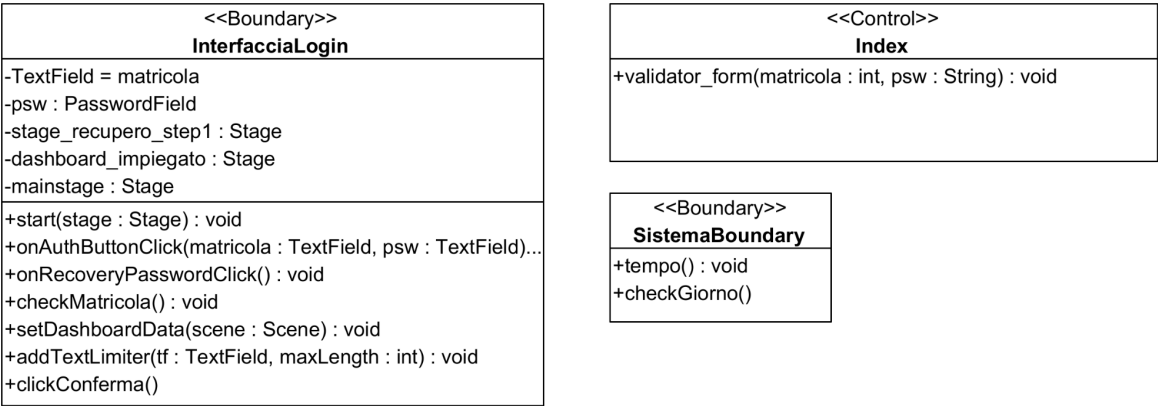 <<Boundary>>
InterfacciaLogin
-TextField = matricola
-psw : PasswordField
-stage_recupero_step1 : Stage
-dashboard_impiegato : Stage
-mainstage : Stage
+start(stage : Stage) : void
+onAuthButtonClick(matricola : TextField, psw : TextField)...
+onRecoveryPasswordClick() : void
+checkMatricola() : void
+setDashboardData(scene : Scene) : void
+addTextLimiter(tf : TextField, maxLength : int) : void
+clickConferma()
<<Control>>
Index
+validator_form(matricola : int, psw : String) : void
<<Boundary>>
SistemaBoundary
+tempo() : void
+checkGiorno()